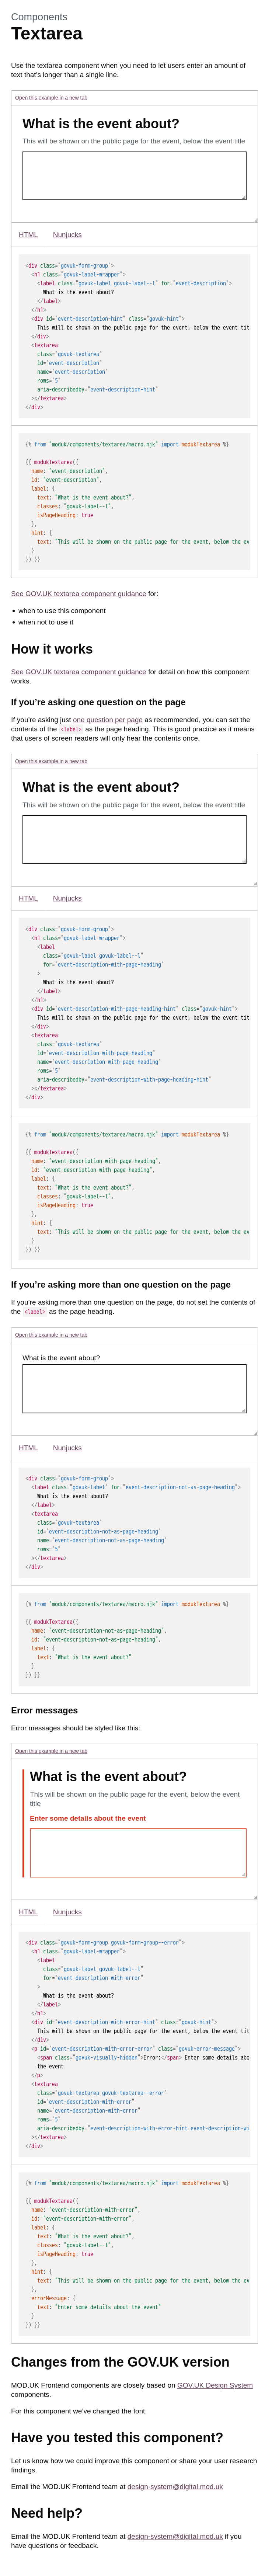 Components
Textarea
Use the textarea component when you need to let users enter an amount of
text that's longer than a single line.
Open this example in a new tab
What is the event about?
This will be shown on the public page for the event, below the event title
HTML Nunjucks
<div class="govuk-form-group">
<h1 class="govuk-label-wrapper">
<label class="govuk-label govuk-label--l" for="event-description">
What is the event about?
</label>
</h1>
<div id="event-description-hint" class="govuk-hint">
This will be shown on the public page for the event, below the event tit
</div>
<textarea
class="govuk-textarea"
id="event-description"
name="event-description"
rows="5"
aria-describedby="event-description-hint"
></textarea>
</div>
{% from "moduk/components/textarea/macro.njk" import modukTextarea %}
{{ modukTextarea({
name: "event-description",
id: "event-description",
label: {
text: "What is the event about?",
classes: "govuk-label--l",
isPageHeading: true
},
hint: {
text: "This will be shown on the public page for the event, below the ev
}
}) }}
See GOV.UK textarea component guidance for:
• when to use this component
• when not to use it
How it works
See GOV.UK textarea component guidance for detail on how this component
works.
If you're asking one question on the page
If you're asking just one question per page as recommended, you can set the
contents of the <label> as the page heading. This is good practice as it means
that users of screen readers will only hear the contents once.
Open this example in a new tab
What is the event about?
This will be shown on the public page for the event, below the event title
HTML Nunjucks
<div class="govuk-form-group">
<h1 class="govuk-label-wrapper">
<label
class="govuk-label govuk-label--l"
for="event-description-with-page-heading"
>
What is the event about?
</label>
</h1>
<div id="event-description-with-page-heading-hint" class="govuk-hint">
This will be shown on the public page for the event, below the event tit
</div>
<textarea
class="govuk-textarea"
id="event-description-with-page-heading"
name="event-description-with-page-heading"
rows="5"
aria-describedby="event-description-with-page-heading-hint"
></textarea>
</div>
{% from "moduk/components/textarea/macro.njk" import modukTextarea %}
{{ modukTextarea({
name: "event-description-with-page-heading",
id: "event-description-with-page-heading",
label: {
text: "What is the event about?",
classes: "govuk-label--l",
isPageHeading: true
},
hint: {
text: "This will be shown on the public page for the event, below the ev
}
}) }}
If you're asking more than one question on the page
If you're asking more than one question on the page, do not set the contents of
the <label> as the page heading.
Open this example in a new tab
What is the event about?
HTML Nunjucks
<div class="govuk-form-group">
<label class="govuk-label" for="event-description-not-as-page-heading">
What is the event about?
</label>
<textarea
class="govuk-textarea"
id="event-description-not-as-page-heading"
name="event-description-not-as-page-heading"
rows="5"
></textarea>
</div>
{% from "moduk/components/textarea/macro.njk" import modukTextarea %}
{{ modukTextarea({
name: "event-description-not-as-page-heading",
id: "event-description-not-as-page-heading",
label: {
text: "What is the event about?"
}
}) }}
Error messages
Error messages should be styled like this:
Open this example in a new tab
What is the event about?
This will be shown on the public page for the event, below the event
title
Enter some details about the event
HTML Nunjucks
<div class="govuk-form-group govuk-form-group--error">
<h1 class="govuk-label-wrapper">
<label
class="govuk-label govuk-label--l"
for="event-description-with-error"
>
What is the event about?
</label>
</h1>
<div id="event-description-with-error-hint" class="govuk-hint">
This will be shown on the public page for the event, below the event tit
</div>
<p id="event-description-with-error-error" class="govuk-error-message">
<span class="govuk-visually-hidden">Error:</span> Enter some details abou
the event
</p>
<textarea
class="govuk-textarea govuk-textarea--error"
id="event-description-with-error"
name="event-description-with-error"
rows="5"
aria-describedby="event-description-with-error-hint event-description-wi
></textarea>
</div>
{% from "moduk/components/textarea/macro.njk" import modukTextarea %}
{{ modukTextarea({
name: "event-description-with-error",
id: "event-description-with-error",
label: {
text: "What is the event about?",
classes: "govuk-label--l",
isPageHeading: true
},
hint: {
text: "This will be shown on the public page for the event, below the ev
},
errorMessage: {
text: "Enter some details about the event"
}
}) }}
Changes from the GOV.UK version
MOD.UK Frontend components are closely based on GOV.UK Design System
components.
For this component we've changed the font.
Have you tested this component?
Let us know how we could improve this component or share your user research
findings.
Email the MOD.UK Frontend team at design-system@digital.mod.uk
Need help?
Email the MOD.UK Frontend team at design-system@digital.mod.uk if you
have questions or feedback.